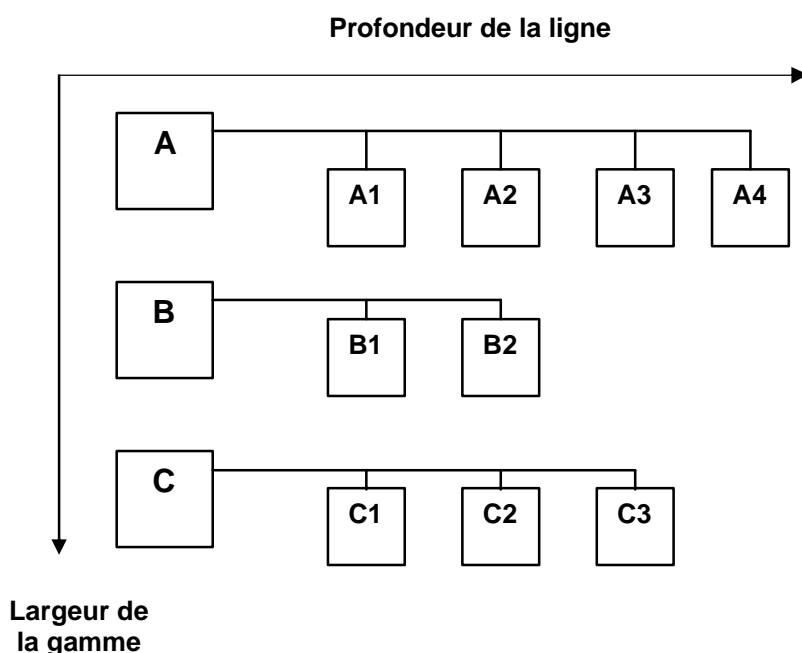 Profondeur de la ligne
A
A1 A2 A3 A4
B
B1 B2
C
C1 C2 C3
Largeur de
la gamme